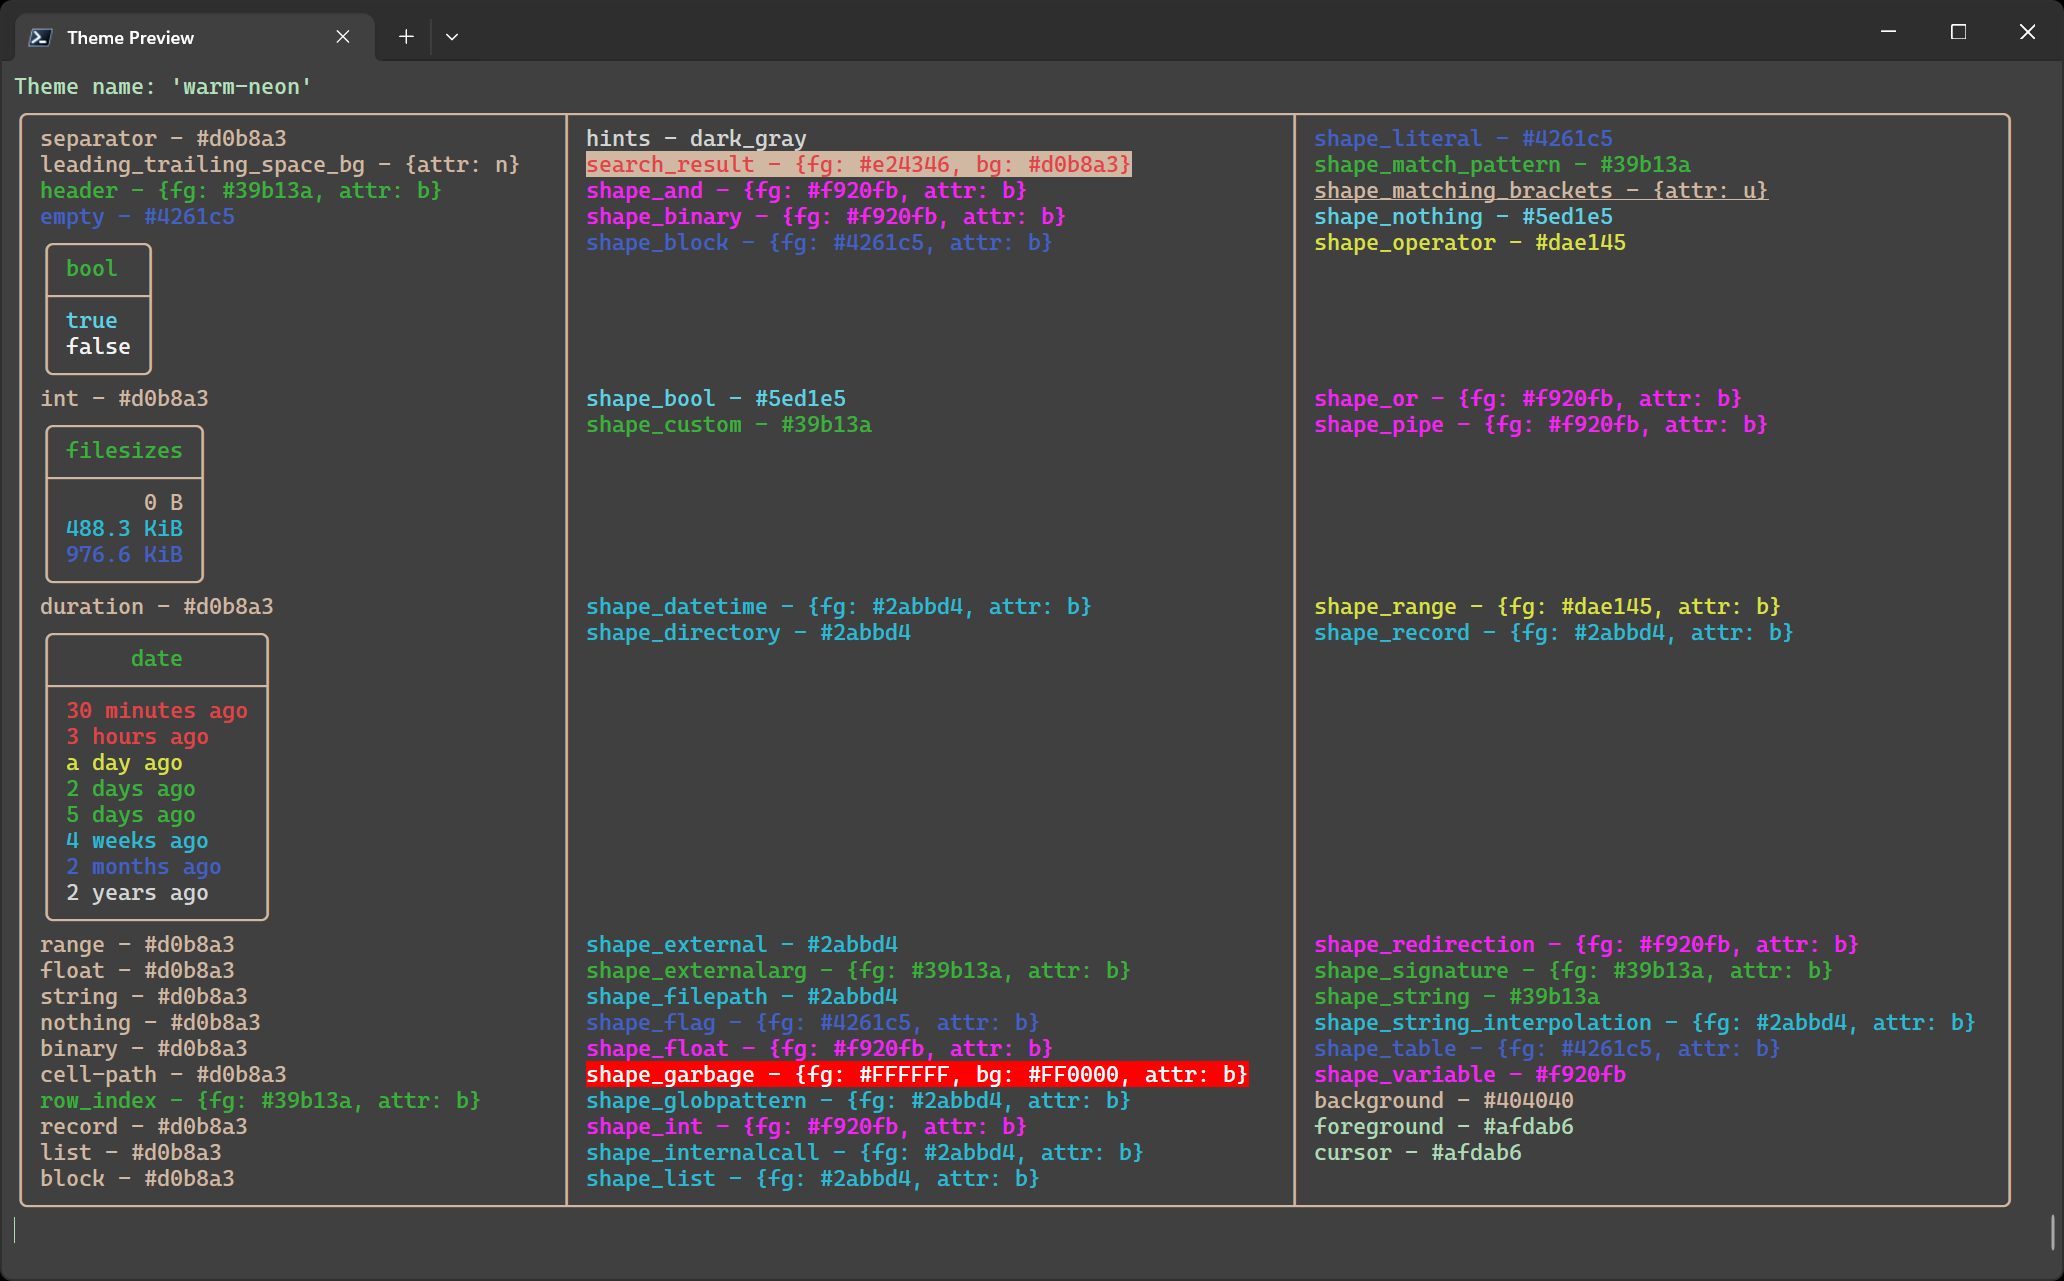 Theme Preview
Theme name: 'warm-neon'
separator - #d0b8a3
leading_trailing_space_bg - {attr: n}
header - {fg: #39b13a, attr: b}
empty - #4261c5
bool
true
false
int - #d0b8a3
filesizes
0 B
488.3 KiB
976.6 KiB
duration - #d0b8a3
date
30 minutes ago
3 hours ago
a day ago
2 days ago
5 days ago
4 weeks ago
2 months ago
2 years ago
range - #d0b8a3
float - #d0b8a3
string - #d0b8a3
nothing - #d0b8a3
binary - #d0b8a3
cell-path - #d0b8a3
row_index - {fg: #39b13a, attr: b}
record - #d0b8a3
list - #d0b8a3
block - #d0b8a3
hints - dark_gray
search_result - {fg: #e24346, bg: #d0b8a3}
shape_and - {fg: #f920fb, attr: b}
shape_binary - {fg: #f920fb, attr: b}
shape_block - {fg: #4261c5, attr: b}
shape_bool - #5ed1e5
shape_custom - #39b13a
shape_datetime - {fg: #2abbd4, attr: b}
shape_directory - #2abbd4
shape_external - #2abbd4
shape_externalarg - {fg: #39b13a, attr: b}
shape_filepath - #2abbd4
shape_flag - {fg: #4261c5, attr: b}
shape_float - {fg: #f920fb, attr: b}
shape_garbage - {fg: #FFFFFF, bg: #FF0000, attr: b}
shape_globpattern - {fg: #2abbd4, attr: b}
shape_int - {fg: #f920fb, attr: b}
shape_internalcall - {fg: #2abbd4, attr: b}
shape_list - {fg: #2abbd4, attr: b}
shape_literal - #4261c5
shape_match_pattern - #39b13a
shape_matching_brackets - {attr: u}
shape_nothing - #5ed1e5
shape_operator - #dae145
shape_or - {fg: #f920fb, attr: b}
shape_pipe - {fg: #f920fb, attr: b}
shape_range - {fg: #dae145, attr: b}
shape_record - {fg: #2abbd4, attr: b}
shape_redirection - {fg: #f920fb, attr: b}
shape_signature - {fg: #39b13a, attr: b}
shape_string - #39b13a
shape_string_interpolation - {fg: #2abbd4, attr: b}
shape_table - {fg: #4261c5, attr: b}
shape_variable - #f920fb
background - #404040
foreground - #afdab6
cursor - #afdab6